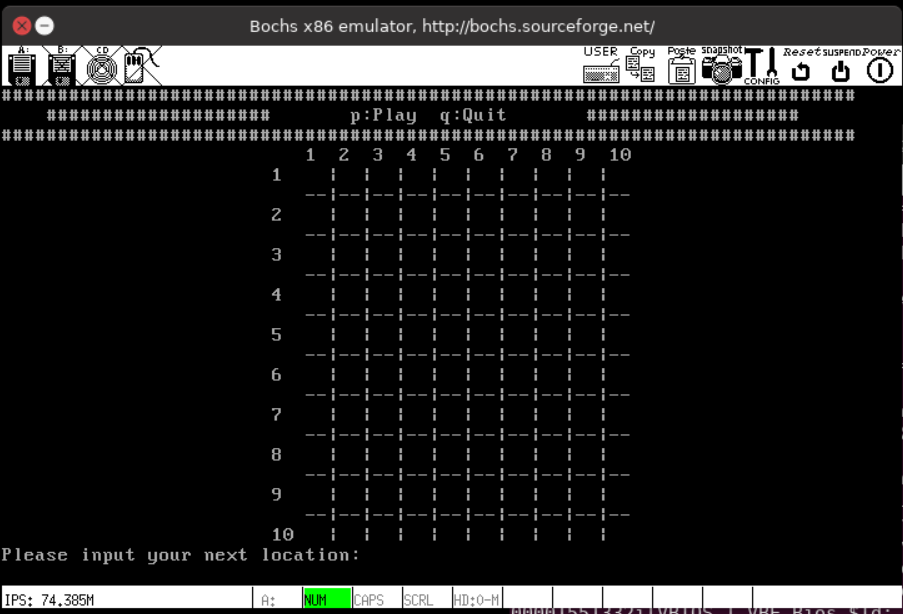 Bochs x86 emulator, http://bochs.sourceforge.net/
A: B: CD USER Copy Paste snapshot CONFIG Reset SUSPEND Power
############################################################################
#################### p:Play q:Quit ###################
############################################################################
1 2 3 4 5 6 7 8 9 10
1 ¦ ¦ ¦ ¦ ¦ ¦ ¦ ¦ ¦
--¦--¦--¦--¦--¦--¦--¦--¦--¦--
2 ¦ ¦ ¦ ¦ ¦ ¦ ¦ ¦ ¦
--¦--¦--¦--¦--¦--¦--¦--¦--¦--
3 ¦ ¦ ¦ ¦ ¦ ¦ ¦ ¦ ¦
--¦--¦--¦--¦--¦--¦--¦--¦--¦--
4 ¦ ¦ ¦ ¦ ¦ ¦ ¦ ¦ ¦
--¦--¦--¦--¦--¦--¦--¦--¦--¦--
5 ¦ ¦ ¦ ¦ ¦ ¦ ¦ ¦ ¦
--¦--¦--¦--¦--¦--¦--¦--¦--¦--
6 ¦ ¦ ¦ ¦ ¦ ¦ ¦ ¦ ¦
--¦--¦--¦--¦--¦--¦--¦--¦--¦--
7 ¦ ¦ ¦ ¦ ¦ ¦ ¦ ¦ ¦
--¦--¦--¦--¦--¦--¦--¦--¦--¦--
8 ¦ ¦ ¦ ¦ ¦ ¦ ¦ ¦ ¦
--¦--¦--¦--¦--¦--¦--¦--¦--¦--
9 ¦ ¦ ¦ ¦ ¦ ¦ ¦ ¦ ¦
--¦--¦--¦--¦--¦--¦--¦--¦--¦--
10 ¦ ¦ ¦ ¦ ¦ ¦ ¦ ¦ ¦
Please input your next location:
IPS: 74.385M A: NUM CAPS SCRL HD:0-M